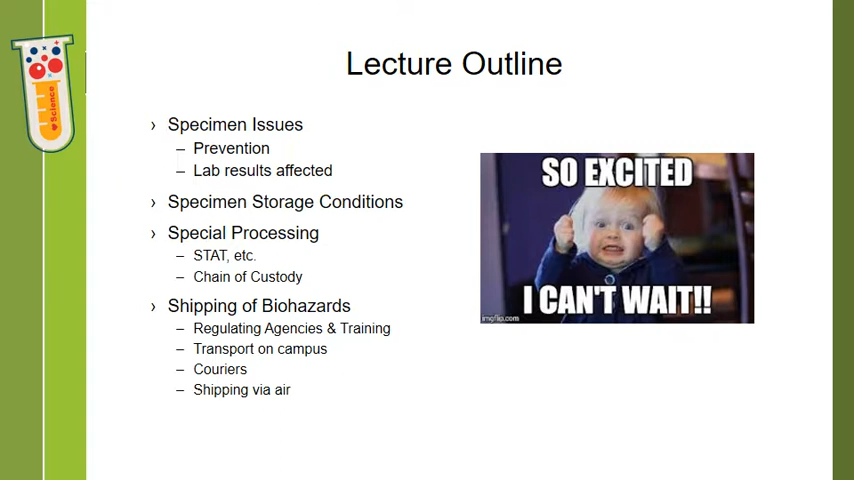 Lecture Outline
Science
› Specimen Issues
– Prevention
– Lab results affected
› Specimen Storage Conditions
› Special Processing
– STAT, etc.
– Chain of Custody
› Shipping of Biohazards
– Regulating Agencies & Training
– Transport on campus
– Couriers
– Shipping via air
SO EXCITED
I CAN'T WAIT!!
imgflip.com